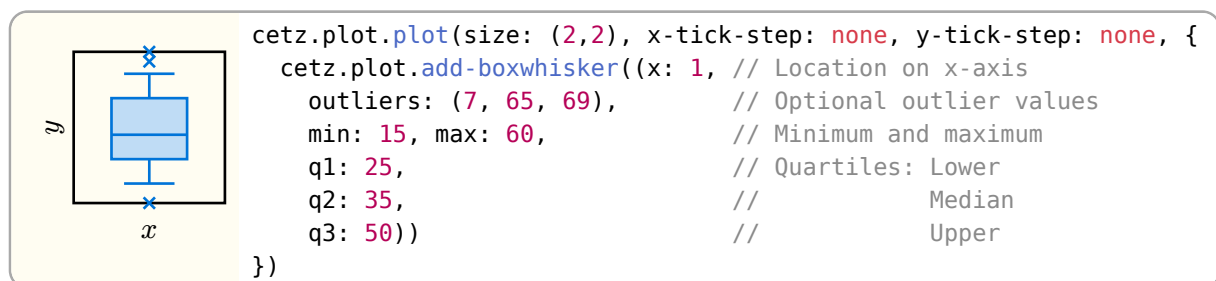 y
x
cetz.plot.plot(size: (2,2), x-tick-step: none, y-tick-step: none, {
  cetz.plot.add-boxwhisker((x: 1, // Location on x-axis
    outliers: (7, 65, 69),        // Optional outlier values
    min: 15, max: 60,             // Minimum and maximum
    q1: 25,                       // Quartiles: Lower
    q2: 35,                       //            Median
    q3: 50))                      //            Upper
})